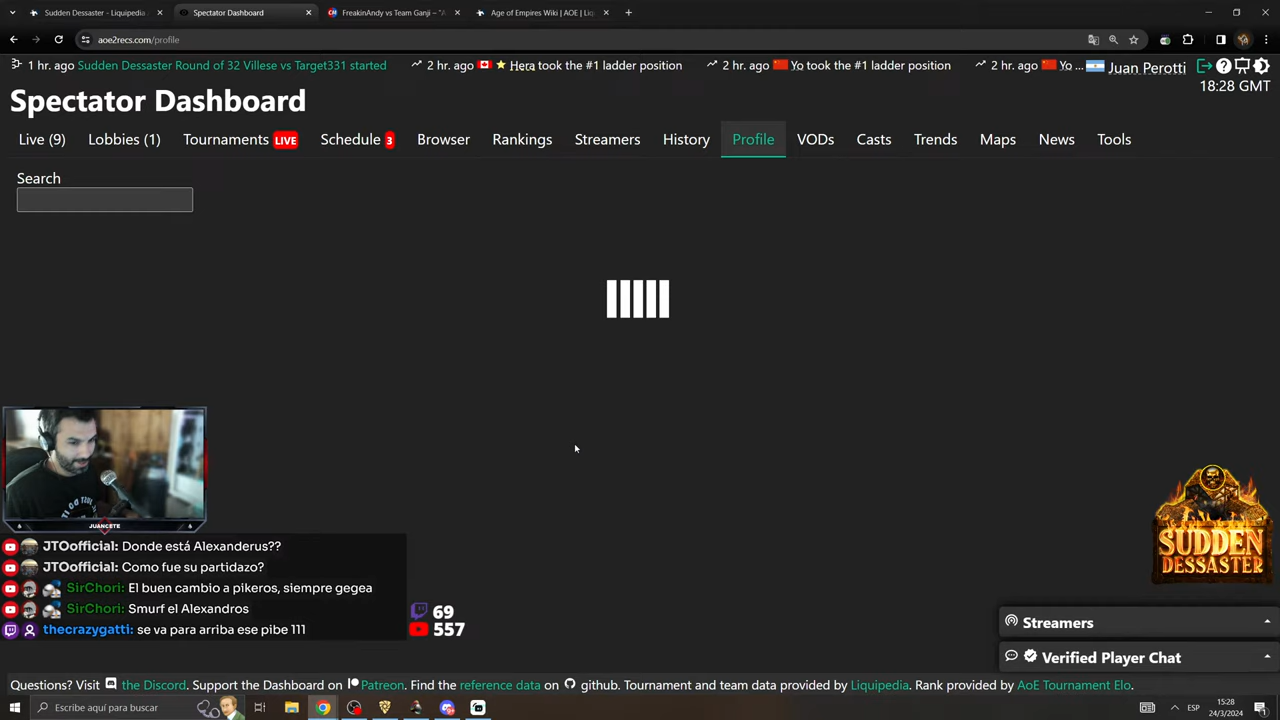 Sudden Dessaster - Liquipedia
Spectator Dashboard
FreakinAndy vs Team Ganji – "A
Age of Empires Wiki | AOE | Liq
aoe2recs.com/profile
1 hr. ago Sudden Dessaster Round of 32 Villese vs Target331 started
2 hr. ago Hera took the #1 ladder position
2 hr. ago Yo took the #1 ladder position
2 hr. ago Yo ...
Juan Perotti
Spectator Dashboard
18:28 GMT
Live (9) Lobbies (1) Tournaments LIVE Schedule 3 Browser Rankings Streamers History Profile VODs Casts Trends Maps News Tools
Search
JUANCETE
JTOofficial: Donde está Alexanderus??
JTOofficial: Como fue su partidazo?
SirChori: El buen cambio a pikeros, siempre gegea
SirChori: Smurf el Alexandros
thecrazygatti: se va para arriba ese pibe 111
69
557
SUDDEN
DESSASTER
Streamers
Verified Player Chat
Questions? Visit the Discord. Support the Dashboard on Patreon. Find the reference data on github. Tournament and team data provided by Liquipedia. Rank provided by AoE Tournament Elo.
Escribe aquí para buscar
ESP
15:28
24/3/2024